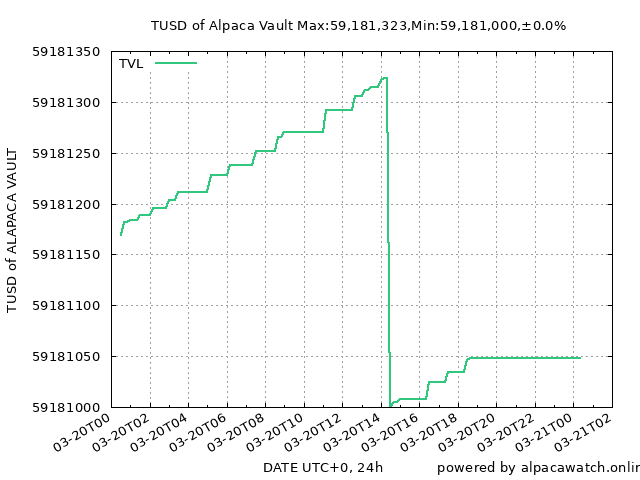 TUSD of Alpaca Vault Max:59,181,323,Min:59,181,000,±0.0%
TVL
59181350
59181300
59181250
59181200
59181150
59181100
59181050
59181000
TUSD of ALAPACA VAULT
03-20T00
03-20T02
03-20T04
03-20T06
03-20T08
03-20T10
03-20T12
03-20T14
03-20T16
03-20T18
03-20T20
03-20T22
03-21T00
03-21T02
DATE UTC+0, 24h
powered by alpacawatch.onlin